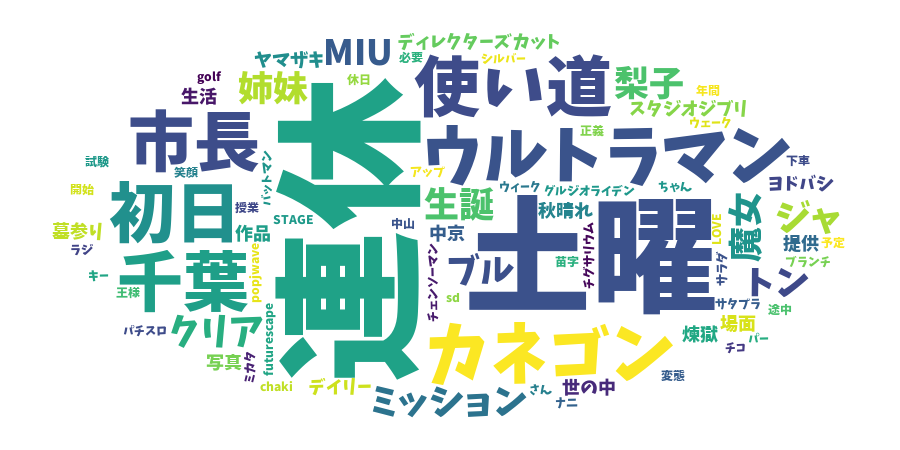 ヤマザキ
MIU
ディレクターズカット
必要
シルバー
golf
生活
姉妹
休日
使い道
梨子
年間
スタジオジブリ
ウェーク
正義
市長
笑顔
試験
バットマン
連休
ウルトラマン
下車
アップ
ウィーク
グルジオライデン
ちゃん
ヨドバシ
開始
初日
授業
STAGE
生誕
中山
秋晴れ
土曜
LOVE
魔女
ジャ
墓参り
ラジ
作品
中京
提供
予定
キー
千葉
popjwave
チェンソーマン
ブル
苗字
チグサリウム
サラダ
トン
ブランチ
王様
sd
サタプラ
途中
パチスロ
クリア
futurescape
カネゴン
煉獄
場面
パー
チコ
写真
ミカタ
chaki
デイリー
ミッション
さん
世の中
ナニ
変態